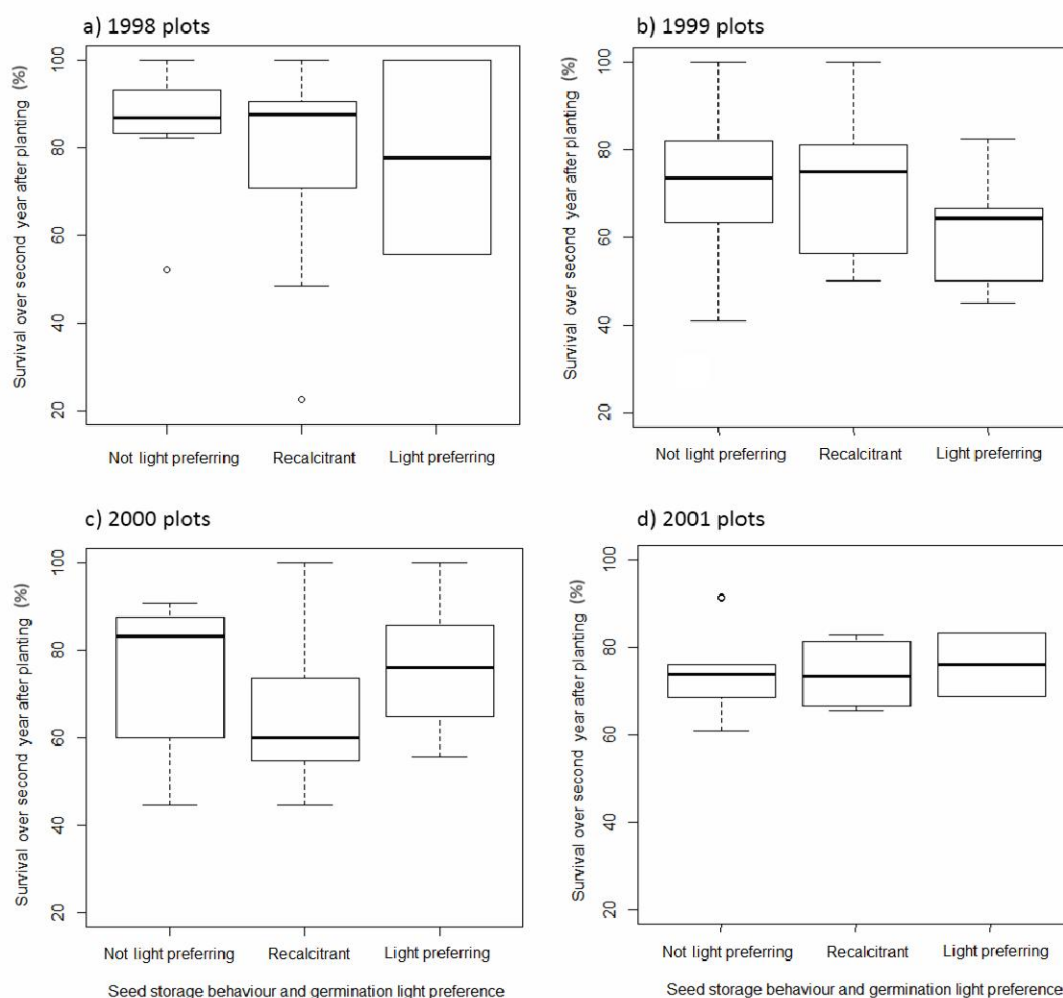 a) 1998 plots
Survival over second year after planting (%)
100
80
60
40
20
Not light preferring
Recalcitrant
Light preferring
b) 1999 plots
Survival over second year after planting (%)
100
80
60
40
20
Not light preferring
Recalcitrant
Light preferring
c) 2000 plots
Survival over second year after planting (%)
100
80
60
40
20
Not light preferring
Recalcitrant
Light preferring
Seed storage behaviour and germination light preference
d) 2001 plots
Survival over second year after planting (%)
100
80
60
40
20
Not light preferring
Recalcitrant
Light preferring
Seed storage behaviour and germination light preference